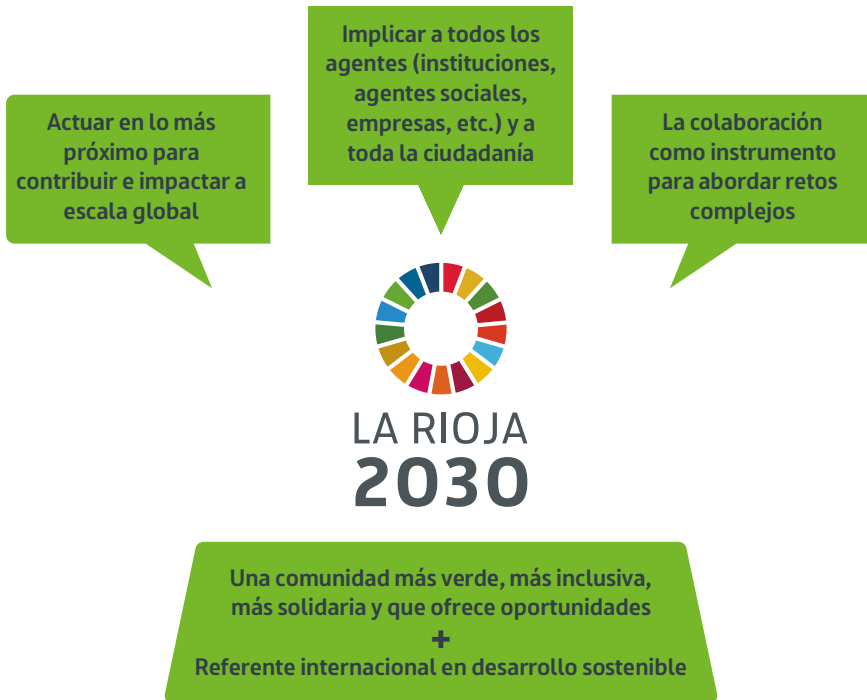 Implicar a todos los
agentes (instituciones,
agentes sociales,
empresas, etc.) y a
toda la ciudadanía
Actuar en lo más
próximo para
contribuir e impactar a
escala global
La colaboración
como instrumento
para abordar retos
complejos
LA RIOJA
2030
Una comunidad más verde, más inclusiva,
más solidaria y que ofrece oportunidades
+
Referente internacional en desarrollo sostenible